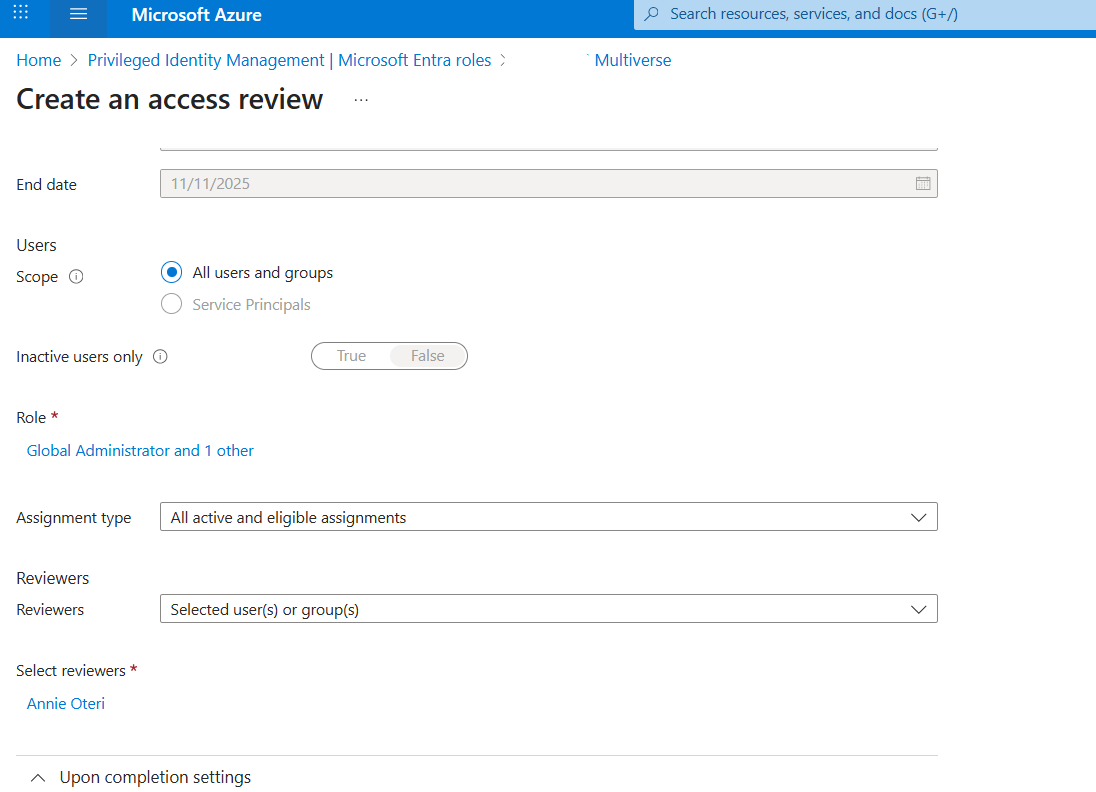 Microsoft Azure
Search resources, services, and docs (G+/)
Home > Privileged Identity Management | Microsoft Entra roles > Multiverse
Create an access review ...
End date 11/11/2025
Users
Scope All users and groups
Service Principals
Inactive users only True False
Role *
Global Administrator and 1 other
Assignment type All active and eligible assignments
Reviewers
Reviewers Selected user(s) or group(s)
Select reviewers *
Annie Oteri
Upon completion settings